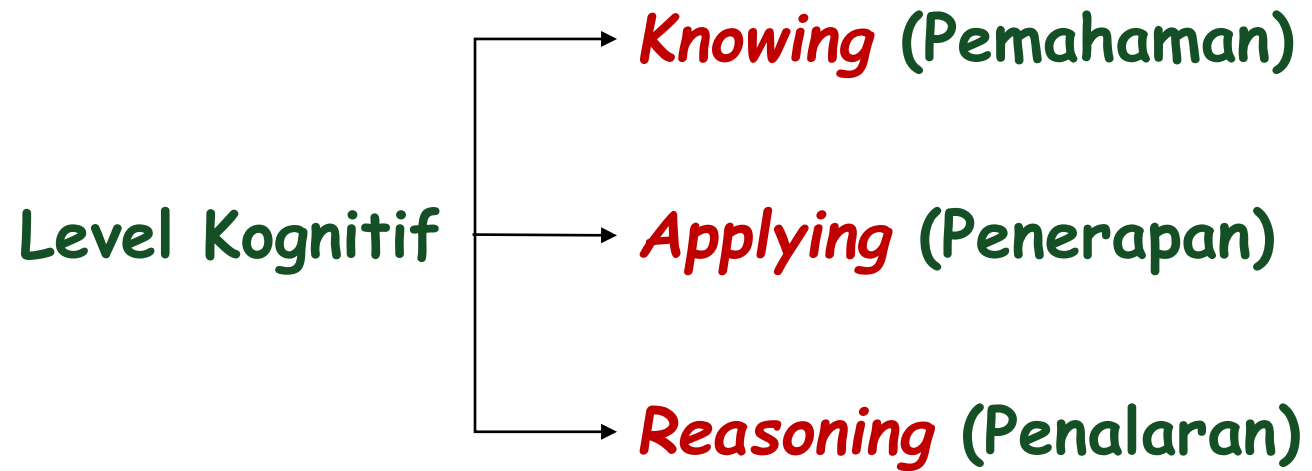 Knowing (Pemahaman)
Level Kognitif
Applying (Penerapan)
Reasoning (Penalaran)